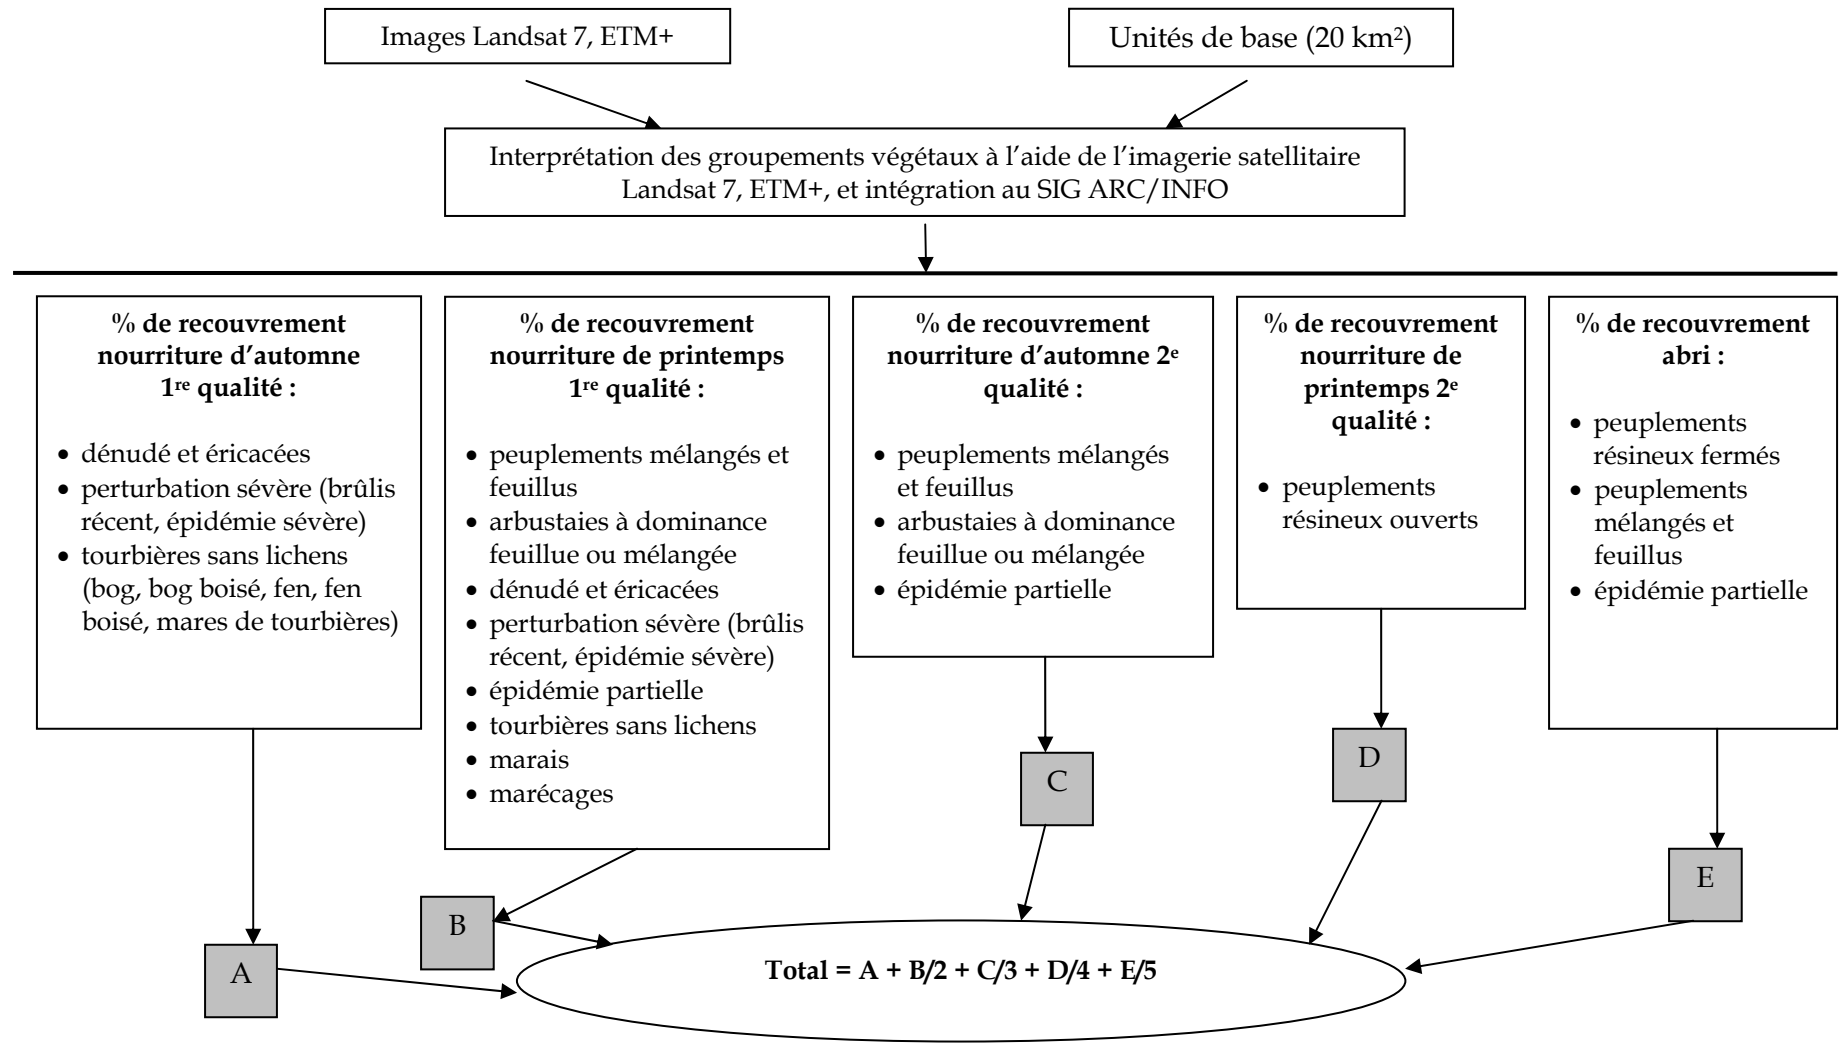 Images Landsat 7, ETM+
Unités de base (20 km²)
Interprétation des groupements végétaux à l’aide de l’imagerie satellitaire
Landsat 7, ETM+, et intégration au SIG ARC/INFO
% de recouvrement
nourriture d’automne
1re qualité :
• dénudé et éricacées
• perturbation sévère (brûlis
récent, épidémie sévère)
• tourbières sans lichens
(bog, bog boisé, fen, fen
boisé, mares de tourbières)
% de recouvrement
nourriture de printemps
1re qualité :
• peuplements mélangés et
feuillus
• arbustaies à dominance
feuillue ou mélangée
• dénudé et éricacées
• perturbation sévère (brûlis
récent, épidémie sévère)
• épidémie partielle
• tourbières sans lichens
• marais
• marécages
% de recouvrement
nourriture d’automne 2e
qualité :
• peuplements mélangés
et feuillus
• arbustaies à dominance
feuillue ou mélangée
• épidémie partielle
% de recouvrement
nourriture de
printemps 2e
qualité :
• peuplements
résineux ouverts
% de recouvrement
abri :
• peuplements
résineux fermés
• peuplements
mélangés et
feuillus
• épidémie partielle
A
B
C
D
E
Total = A + B/2 + C/3 + D/4 + E/5